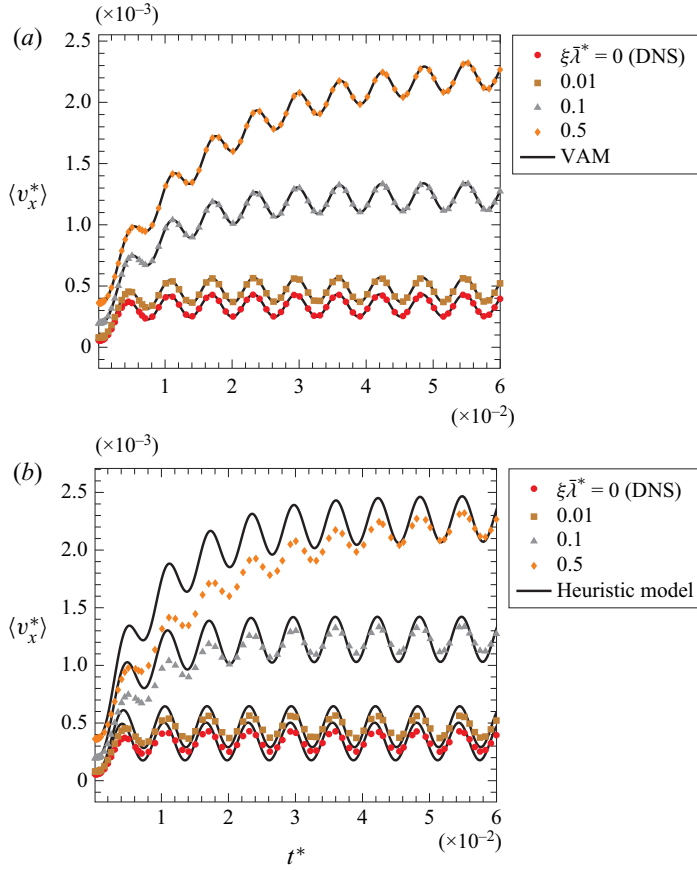 (×10⁻³)
(a)
2.5
2.0
1.5
⟨v*ₓ⟩
1.0
0.5
0
1 2 3 4 5 6
(×10⁻²)
ξλ̄* = 0 (DNS)
0.01
0.1
0.5
VAM
(×10⁻³)
(b)
2.5
2.0
1.5
⟨v*ₓ⟩
1.0
0.5
0
1 2 3 4 5 6
t* (×10⁻²)
ξλ̄* = 0 (DNS)
0.01
0.1
0.5
Heuristic model